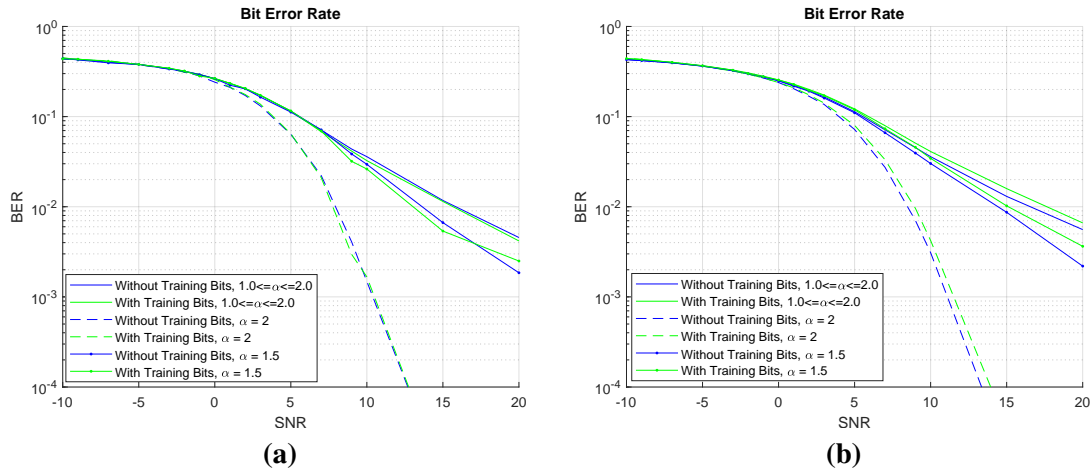 Bit Error Rate
10^0
10^-1
10^-2
10^-3
10^-4
BER
Without Training Bits, 1.0<=α<=2.0
With Training Bits, 1.0<=α<=2.0
Without Training Bits, α = 2
With Training Bits, α = 2
Without Training Bits, α = 1.5
With Training Bits, α = 1.5
-10 -5 0 5 10 15 20
SNR
(a)
Bit Error Rate
10^0
10^-1
10^-2
10^-3
10^-4
BER
Without Training Bits, 1.0<=α<=2.0
With Training Bits, 1.0<=α<=2.0
Without Training Bits, α = 2
With Training Bits, α = 2
Without Training Bits, α = 1.5
With Training Bits, α = 1.5
-10 -5 0 5 10 15 20
SNR
(b)